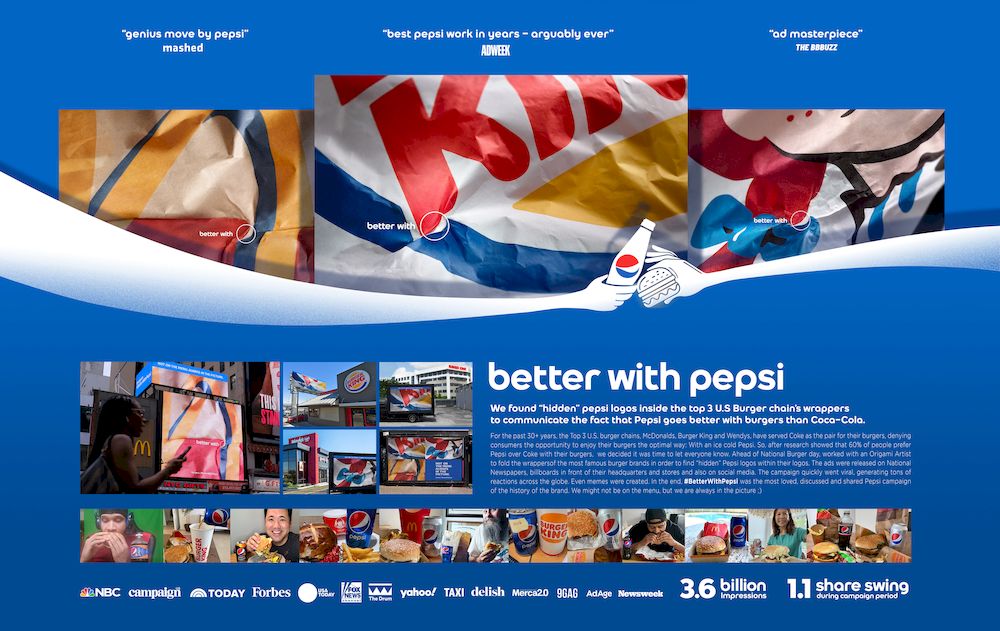 "genius move by pepsi"
mashed
"best pepsi work in years – arguably ever"
ADWEEK
"ad masterpiece"
THE BBBUZZ
better with
better with
better with
better with pepsi
We found "hidden" pepsi logos inside the top 3 U.S Burger chain's wrappers
to communicate the fact that Pepsi goes better with burgers than Coca-Cola.
For the past 30+ years, the Top 3 U.S. burger chains, McDonalds, Burger King and Wendys, have served Coke as the pair for their burgers, denying
consumers the opportunity to enjoy their burgers the optimal way: With an ice cold Pepsi. So, after research showed that 60% of people prefer
Pepsi over Coke with their burgers, we decided it was time to let everyone know. Ahead of National Burger day, worked with an Origami Artist
to fold the wrappersof the most famous burger brands in order to find "hidden" Pepsi logos within their logos. The ads were released on National
Newspapers, billboards in front of their headquarters and stores and also on social media. The campaign quickly went viral, generating tons of
reactions across the globe. Even memes were created. In the end, #BetterWithPepsi was the most loved, discussed and shared Pepsi campaign
of the history of the brand. We might not be on the menu, but we are always in the picture ;)
BURGER
KING
THIS
pepsi
BURGER
KING
NBC
campaign
TODAY
Forbes
USA
TODAY
FOX
NEWS
The Drum
yahoo!
TAXI
delish
Merca2.0
9GAG
AdAge
Newsweek
3.6 billion
Impressions
1.1 share swing
during campaign period